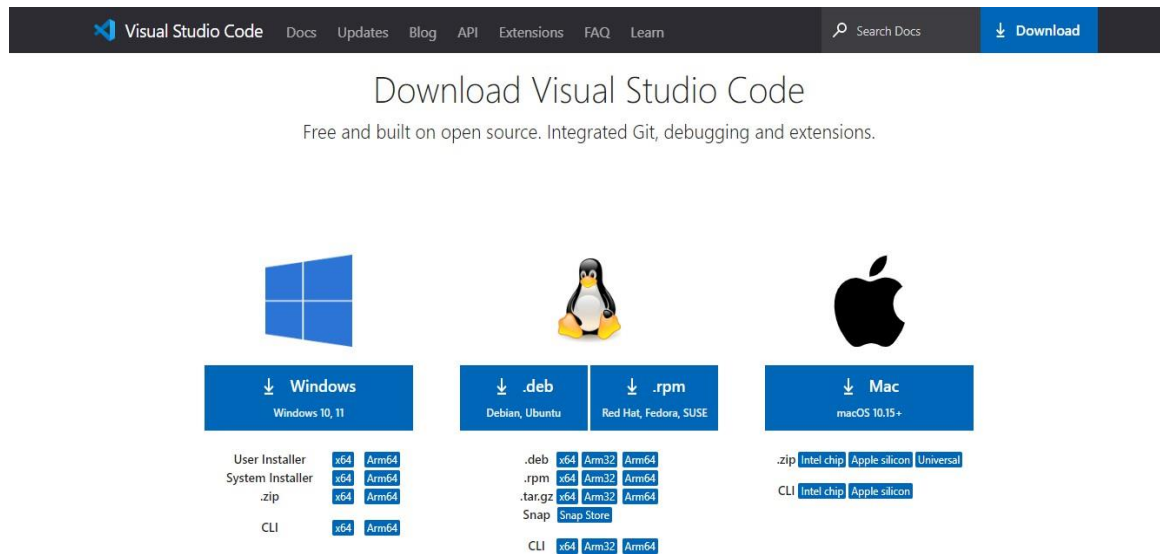 Visual Studio Code Docs Updates Blog API Extensions FAQ Learn Search Docs Download
Download Visual Studio Code
Free and built on open source. Integrated Git, debugging and extensions.
Windows
Windows 10, 11
User Installer x64 Arm64
System Installer x64 Arm64
.zip x64 Arm64
CLI x64 Arm64
.deb
Debian, Ubuntu
.rpm
Red Hat, Fedora, SUSE
.deb x64 Arm32 Arm64
.rpm x64 Arm32 Arm64
.tar.gz x64 Arm32 Arm64
Snap Snap Store
CLI x64 Arm32 Arm64
Mac
macOS 10.15+
.zip Intel chip Apple silicon Universal
CLI Intel chip Apple silicon